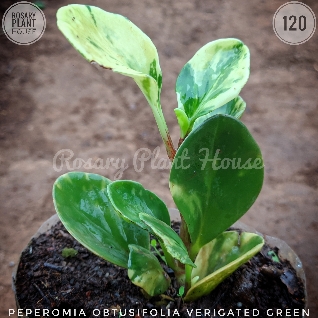 ROSARY
PLANT
HOUSE
120
Rosary Plant House
PEPEROMIA OBTUSIFOLIA VERIGATED GREEN